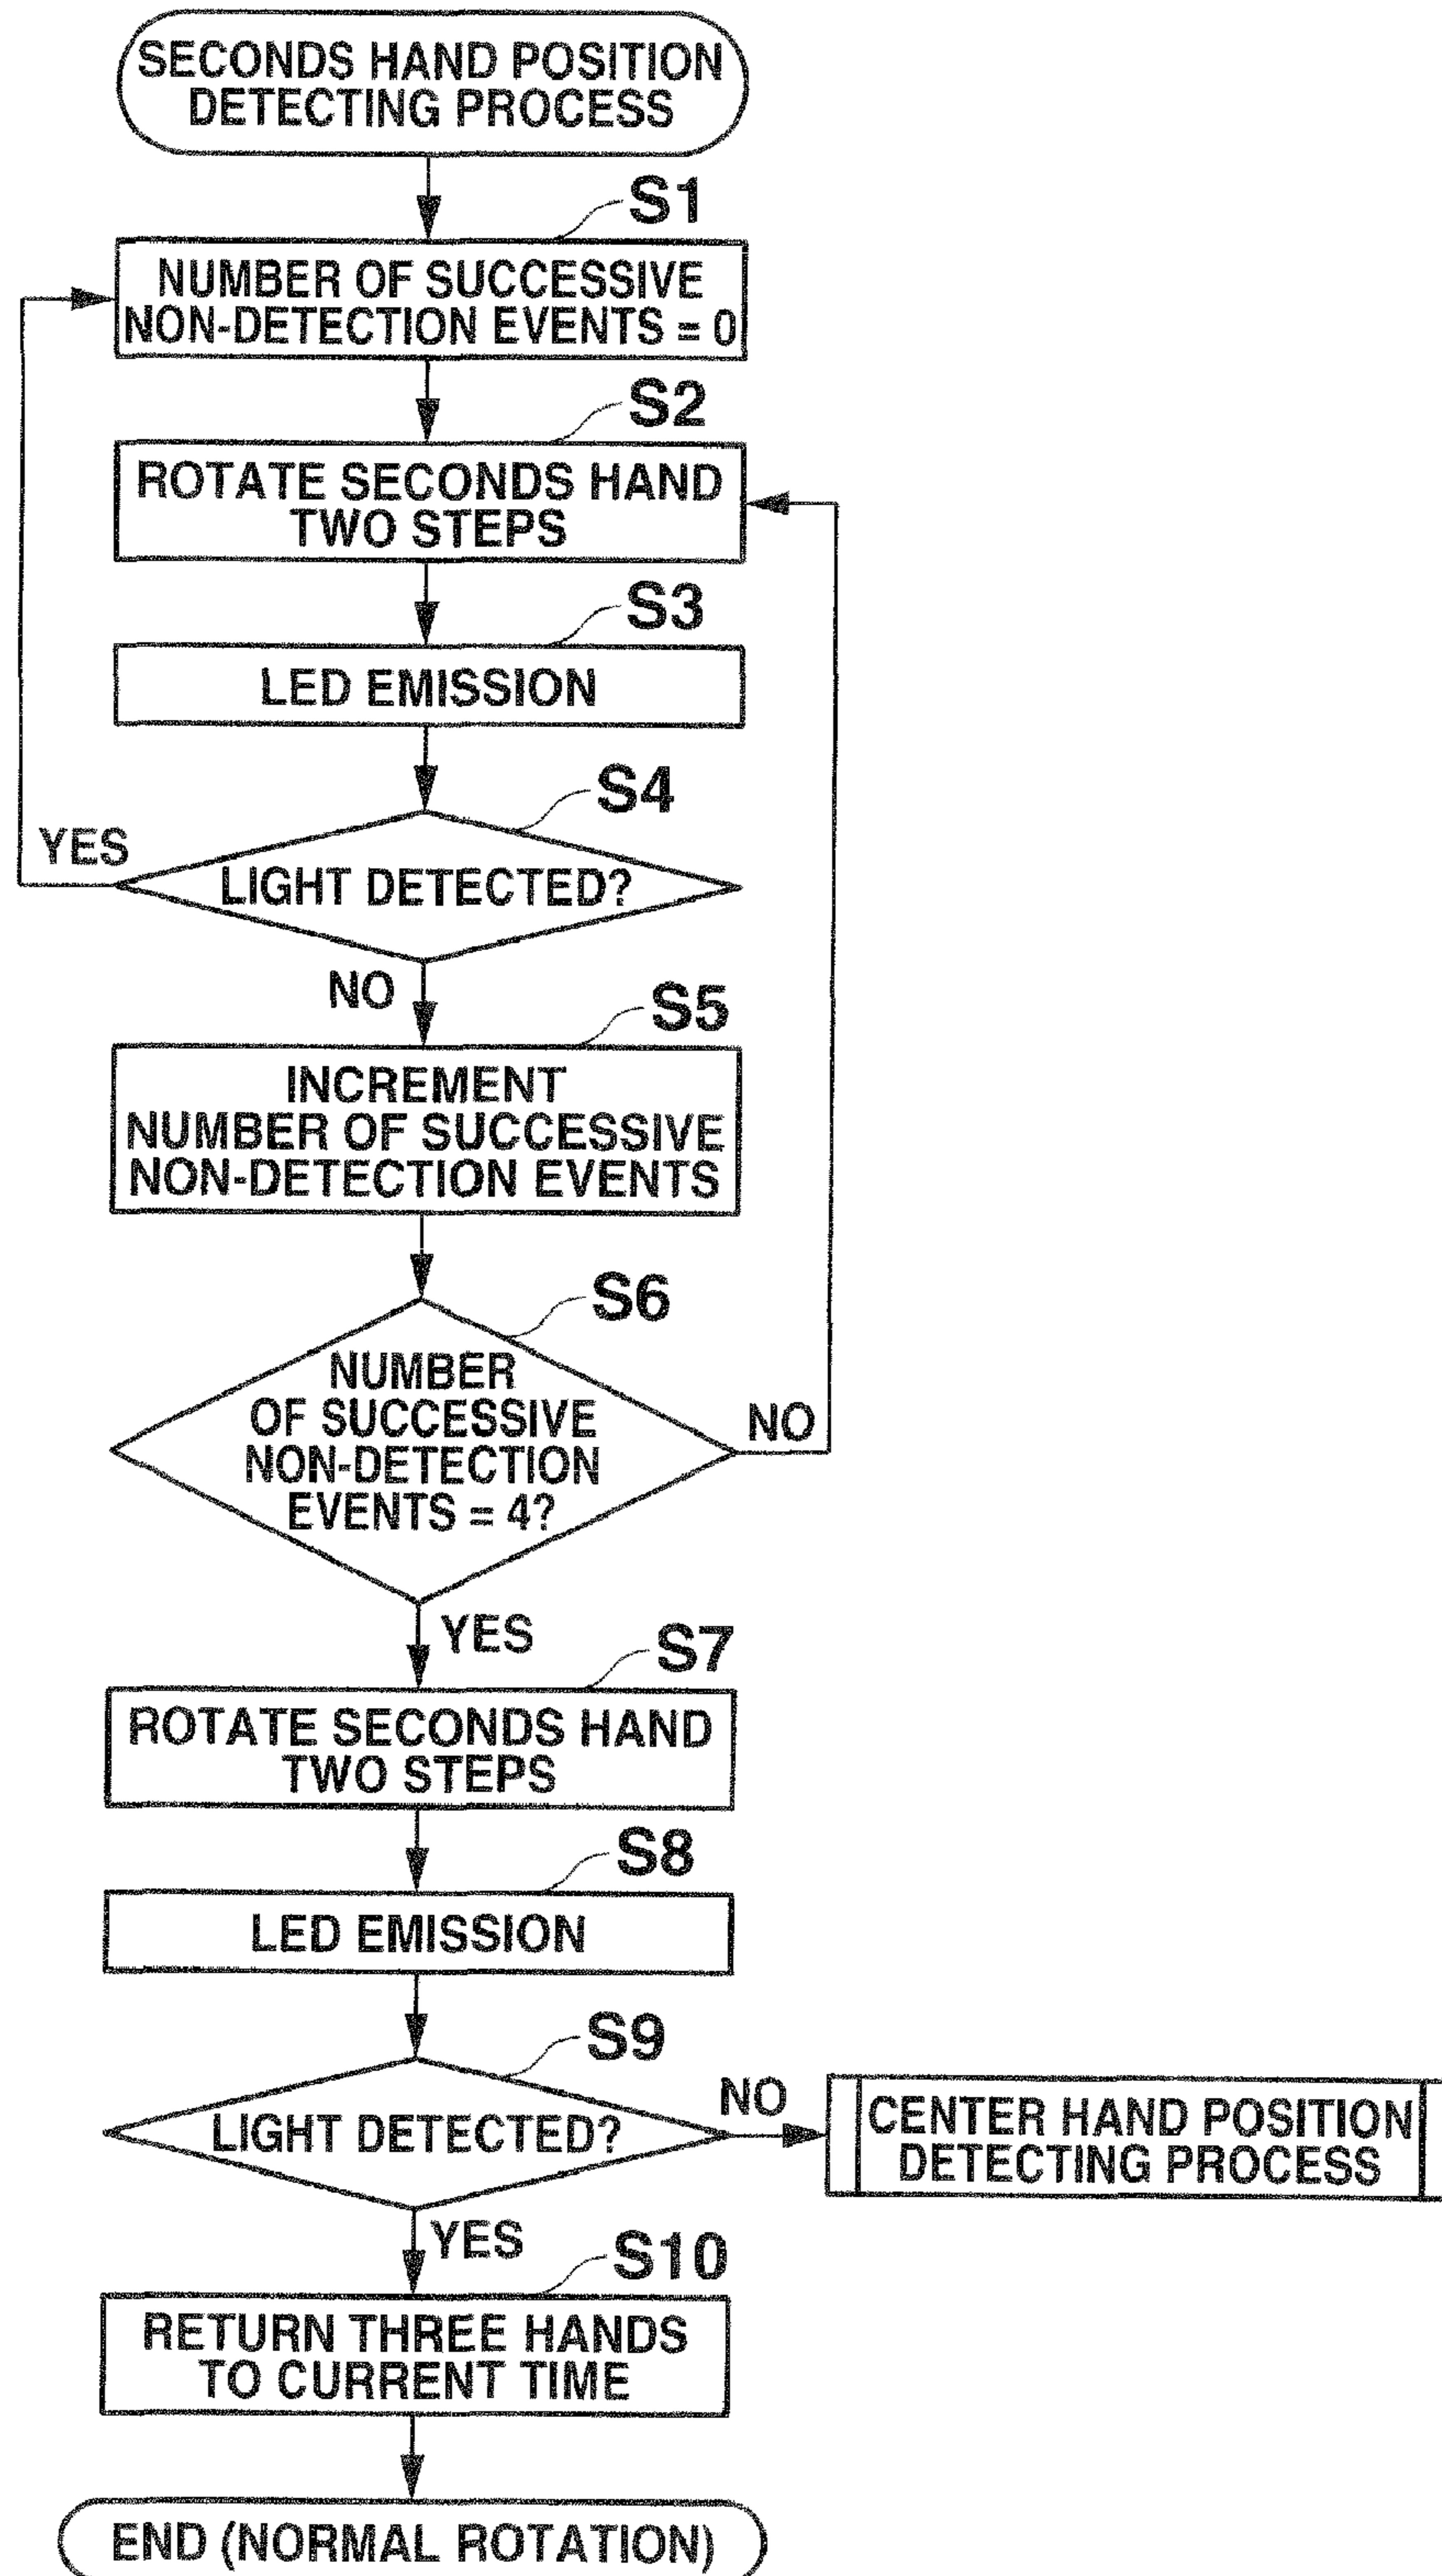 SECONDS HAND POSITION
DETECTING PROCESS
S1
NUMBER OF SUCCESSIVE
NON-DETECTION EVENTS = 0
S2
ROTATE SECONDS HAND
TWO STEPS
S3
LED EMISSION
S4
YES
LIGHT DETECTED?
NO
S5
INCREMENT
NUMBER OF SUCCESSIVE
NON-DETECTION EVENTS
S6
NUMBER
OF SUCCESSIVE
NON-DETECTION
EVENTS = 4?
NO
YES
S7
ROTATE SECONDS HAND
TWO STEPS
S8
LED EMISSION
S9
LIGHT DETECTED?
NO
CENTER HAND POSITION
DETECTING PROCESS
YES
S10
RETURN THREE HANDS
TO CURRENT TIME
END (NORMAL ROTATION)